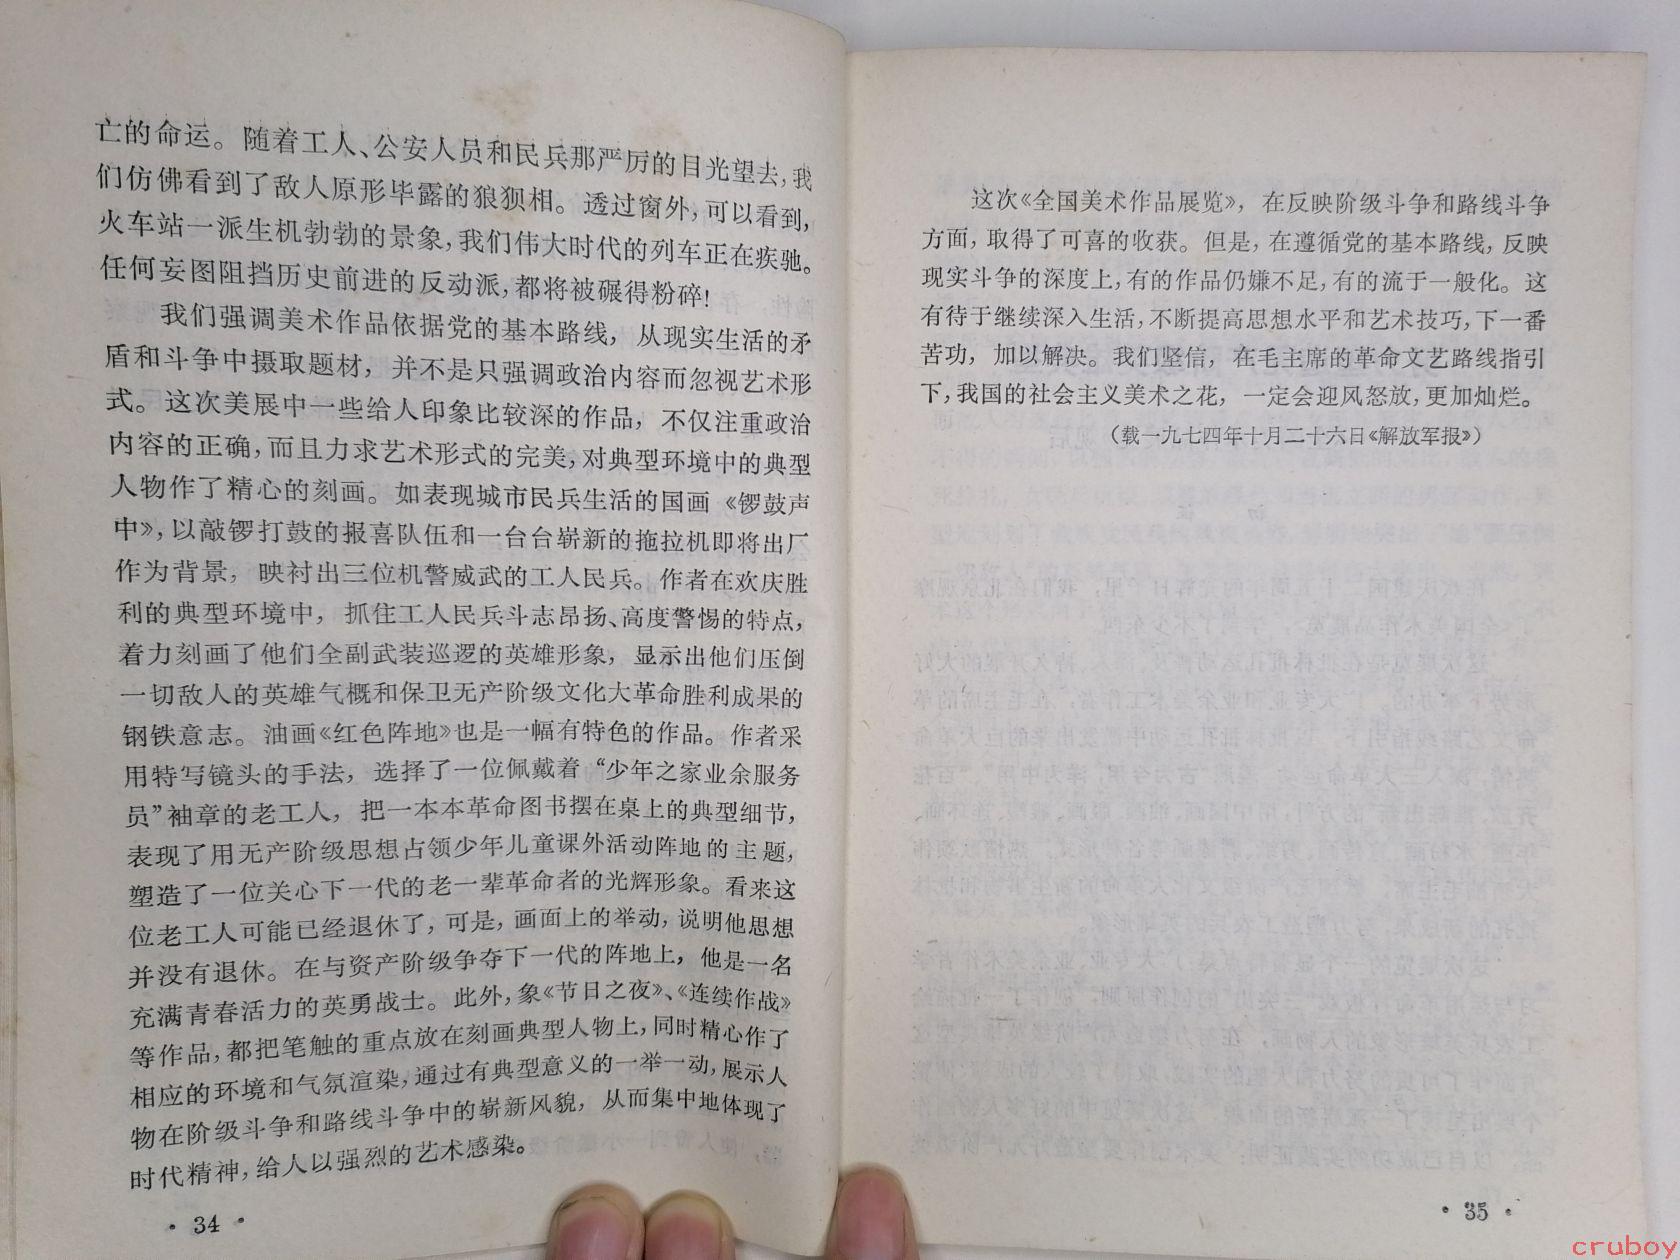 亡的命运。随着工人、公安人员和民兵那严厉的目光望去，我
们仿佛看到了敌人原形毕露的狼狈相。透过窗外，可以看到，
火车站一派生机勃勃的景象，我们伟大时代的列车正在疾驰。
任何妄图阻挡历史前进的反动派，都将被碾得粉碎！
我们强调美术作品依据党的基本路线，从现实生活的矛
盾和斗争中摄取题材，并不是只强调政治内容而忽视艺术形
式。这次美展中一些给人印象比较深的作品，不仅注重政治
内容的正确，而且力求艺术形式的完美，对典型环境中的典型
人物作了精心的刻画。如表现城市民兵生活的国画《锣鼓声
中》，以敲锣打鼓的报喜队伍和一台台崭新的拖拉机即将出厂
作为背景，映衬出三位机警威武的工人民兵。作者在欢庆胜
利的典型环境中，抓住工人民兵斗志昂扬、高度警惕的特点，
着力刻画了他们全副武装巡逻的英雄形象，显示出他们压倒
一切敌人的英雄气概和保卫无产阶级文化大革命胜利成果的
钢铁意志。油画《红色阵地》也是一幅有特色的作品。作者采
用特写镜头的手法，选择了一位佩戴着“少年之家业余服务
员”袖章的老工人，把一本本革命图书摆在桌上的典型细节，
表现了用无产阶级思想占领少年儿童课外活动阵地的主题，
塑造了一位关心下一代的老一辈革命者的光辉形象。看来这
位老工人可能已经退休了，可是，画面上的举动，说明他思想
并没有退休。在与资产阶级争夺下一代的阵地上，他是一名
充满青春活力的英勇战士。此外，象《节日之夜》、《连续作战》
等作品，都把笔触的重点放在刻画典型人物上，同时精心作了
相应的环境和气氛渲染，通过有典型意义的一举一动，展示人
物在阶级斗争和路线斗争中的崭新风貌，从而集中地体现了
时代精神，给人以强烈的艺术感染。
· 34 ·
这次《全国美术作品展览》，在反映阶级斗争和路线斗争
方面，取得了可喜的收获。但是，在遵循党的基本路线，反映
现实斗争的深度上，有的作品仍嫌不足，有的流于一般化。这
有待于继续深入生活，不断提高思想水平和艺术技巧，下一番
苦功，加以解决。我们坚信，在毛主席的革命文艺路线指引
下，我国的社会主义美术之花，一定会迎风怒放，更加灿烂。
（载一九七四年十月二十六日《解放军报》）
· 35 ·
cruboy